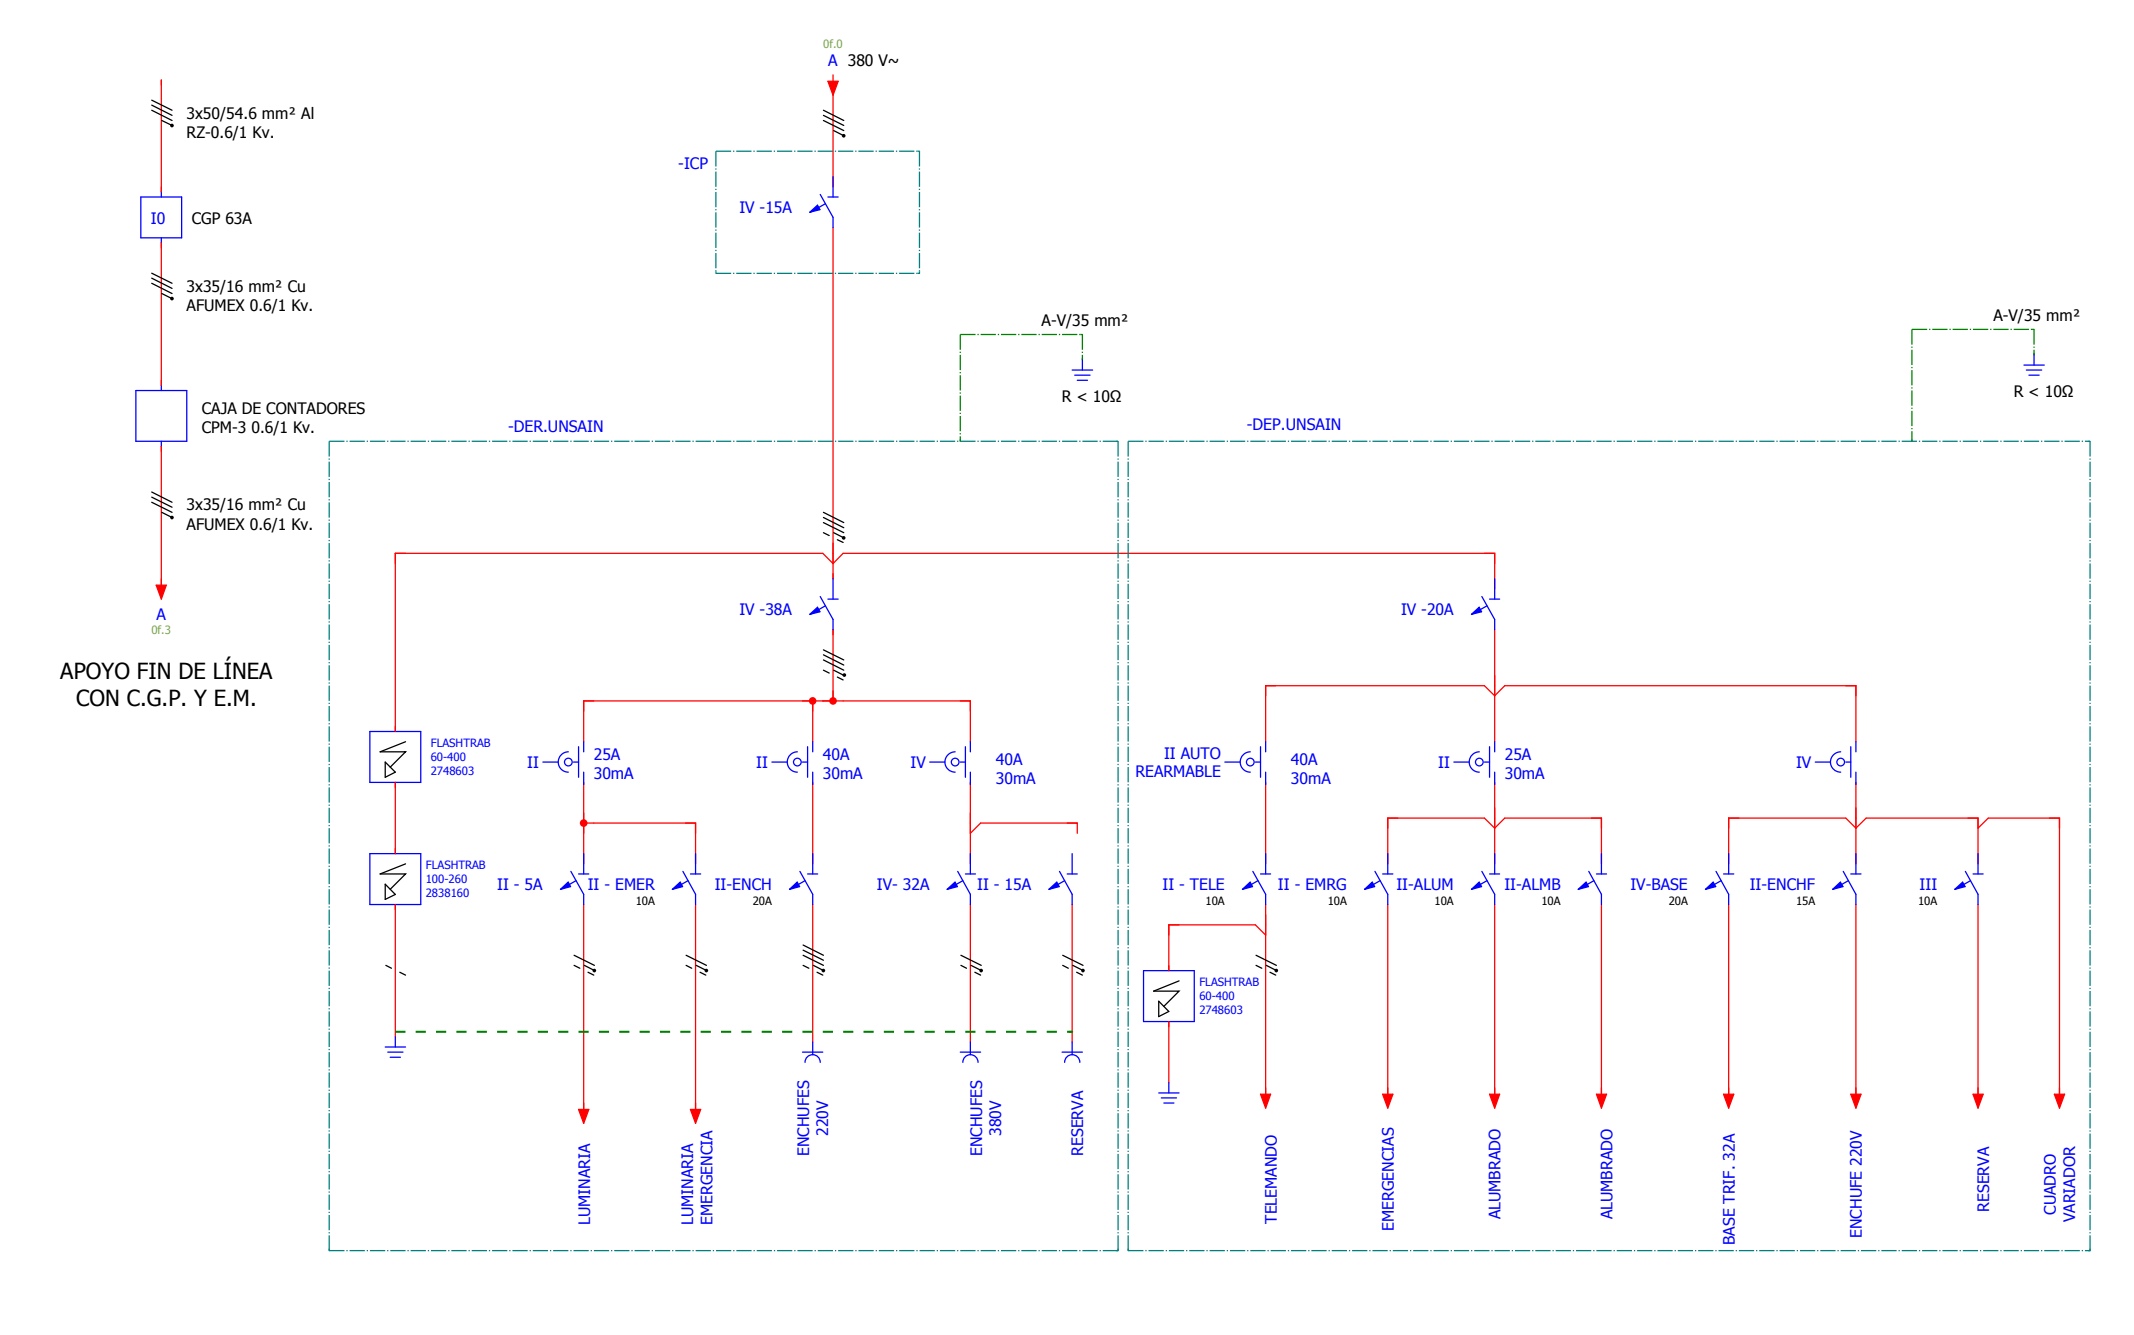 0f.0
A 380 V~
3x50/54.6 mm² Al
RZ-0.6/1 Kv.
-ICP
IV -15A
I0 CGP 63A
3x35/16 mm² Cu
AFUMEX 0.6/1 Kv.
A-V/35 mm²
R < 10Ω
A-V/35 mm²
R < 10Ω
CAJA DE CONTADORES
CPM-3 0.6/1 Kv.
-DER.UNSAIN
-DEP.UNSAIN
3x35/16 mm² Cu
AFUMEX 0.6/1 Kv.
A
0f.3
APOYO FIN DE LÍNEA
CON C.G.P. Y E.M.
IV -38A
IV -20A
FLASHTRAB
60-400
2748603
II
25A
30mA
II
40A
30mA
IV
40A
30mA
II AUTO
REARMABLE
40A
30mA
II
25A
30mA
IV
FLASHTRAB
100-260
2838160
II - 5A
II - EMER
10A
II-ENCH
20A
IV- 32A
II - 15A
II - TELE
10A
II - EMRG
10A
II-ALUM
10A
II-ALMB
10A
IV-BASE
20A
II-ENCHF
15A
III
10A
FLASHTRAB
60-400
2748603
LUMINARIA
LUMINARIA
EMERGENCIA
ENCHUFES
220V
ENCHUFES
380V
RESERVA
TELEMANDO
EMERGENCIAS
ALUMBRADO
ALUMBRADO
BASE TRIF. 32A
ENCHUFE 220V
RESERVA
CUADRO
VARIADOR